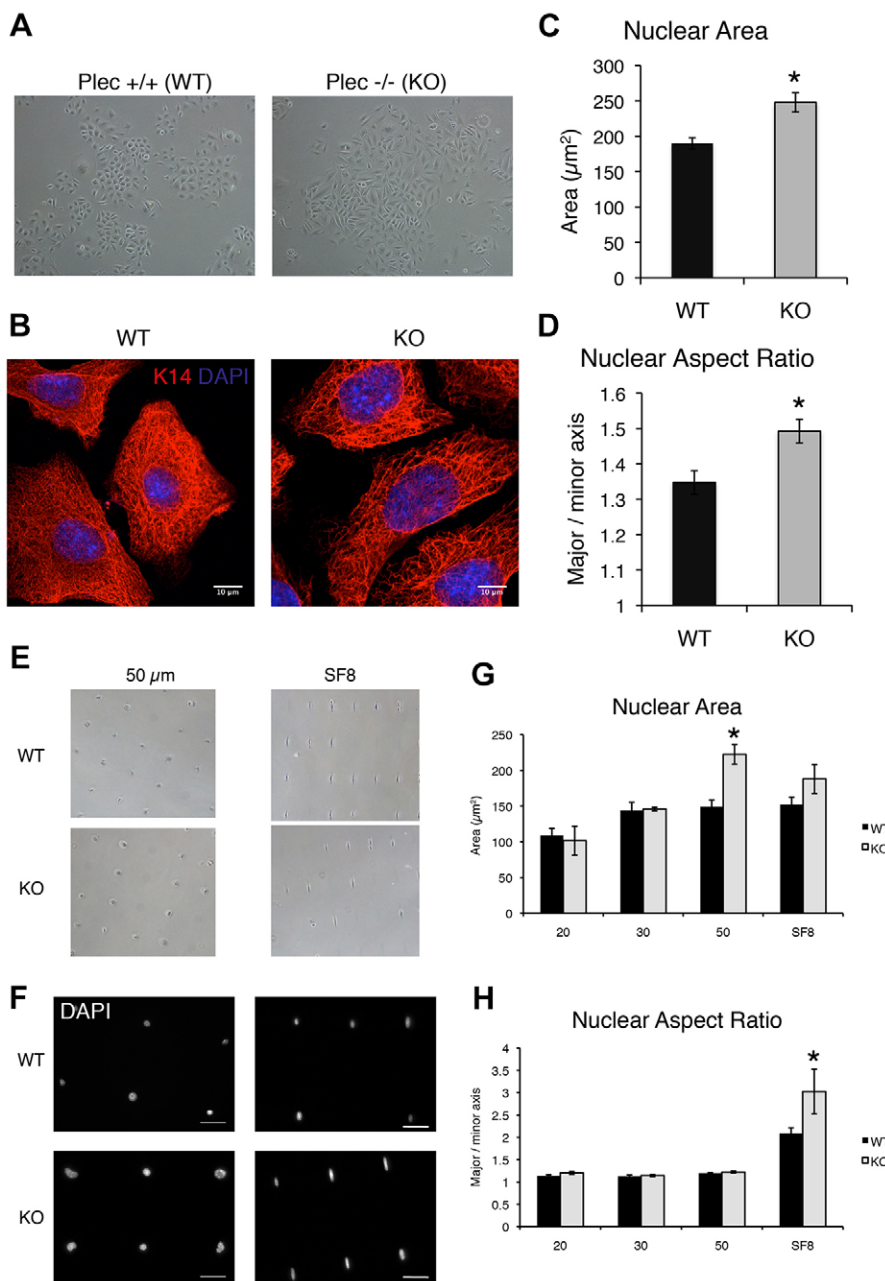 A
Plec +/+ (WT)
Plec -/- (KO)
B
WT
KO
K14 DAPI
10 µm
10 µm
C
Nuclear Area
*
300
250
200
150
100
50
0
Area (µm²)
WT
KO
D
Nuclear Aspect Ratio
*
1.6
1.5
1.4
1.3
1.2
1.1
1
Major / minor axis
WT
KO
E
50 µm
SF8
WT
KO
F
DAPI
WT
KO
G
Nuclear Area
*
250
200
150
100
50
0
Area (µm²)
20
30
50
SF8
WT
KO
H
Nuclear Aspect Ratio
*
4
3.5
3
2.5
2
1.5
1
0.5
0
Major / minor axis
20
30
50
SF8
WT
KO